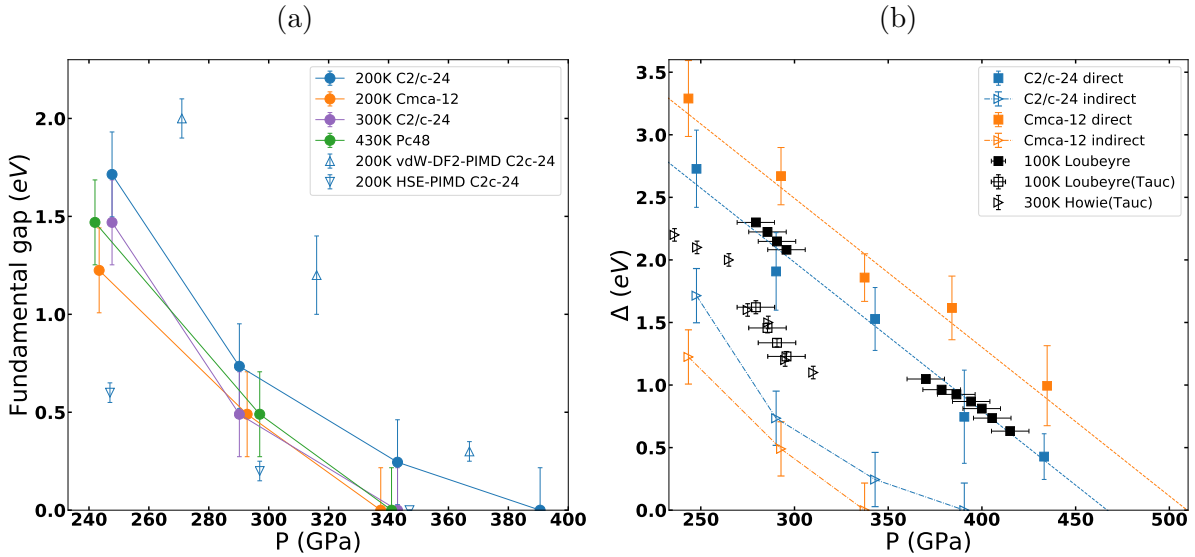 (a)
2.0
1.5
1.0
0.5
0.0
Fundamental gap (eV)
240 260 280 300 320 340 360 380 400
P (GPa)
200K C2/c-24
200K Cmca-12
300K C2/c-24
430K Pc48
200K vdW-DF2-PIMD C2c-24
200K HSE-PIMD C2c-24
(b)
3.5
3.0
2.5
2.0
1.5
1.0
0.5
0.0
Δ (eV)
250 300 350 400 450 500
P (GPa)
C2/c-24 direct
C2/c-24 indirect
Cmca-12 direct
Cmca-12 indirect
100K Loubeyre
100K Loubeyre(Tauc)
300K Howie(Tauc)